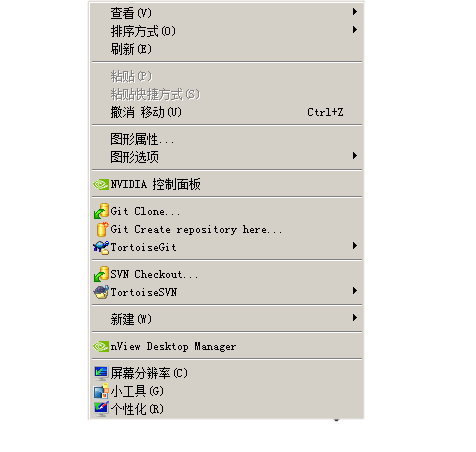 查看(V)
排序方式(O)
刷新(E)
粘贴(P)
粘贴快捷方式(S)
撤消 移动(U) Ctrl+Z
图形属性...
图形选项
NVIDIA 控制面板
Git Clone...
Git Create repository here...
TortoiseGit
SVN Checkout...
TortoiseSVN
新建(W)
nView Desktop Manager
屏幕分辨率(C)
小工具(G)
个性化(R)